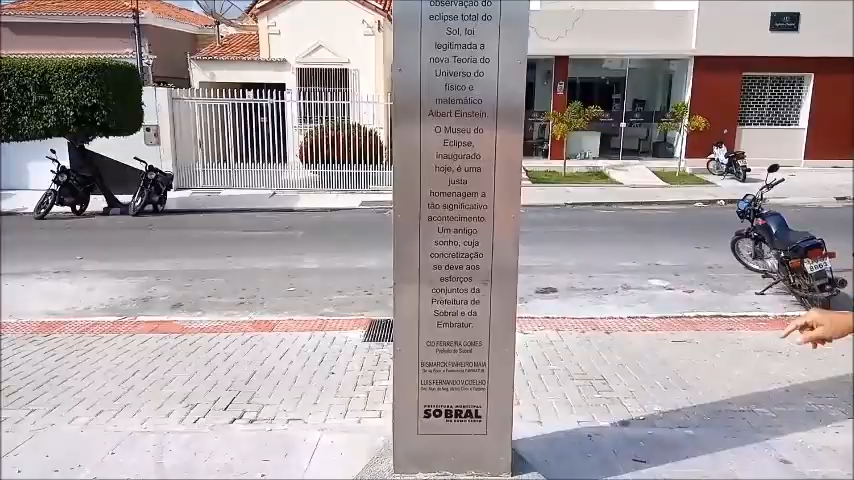 observação do
eclipse total do
Sol, foi
legitimada a
nova Teoria do
Universo do
físico e
matemático
Albert Einstein.
O Museu do
Eclipse,
inaugurado
hoje, é uma
justa
homenagem a
tão significativo
acontecimento.
Um antigo
sonho, cuja
concretização
se deve aos
esforços
conjuntos da
Prefeitura de
Sobral e
Embratur.
CID FERREIRA GOMES
Prefeito de Sobral
BISMARCK PINHEIRO MAIA
LUIS FERNANDO V. COELHO
PREFEITURA
SOBRAL